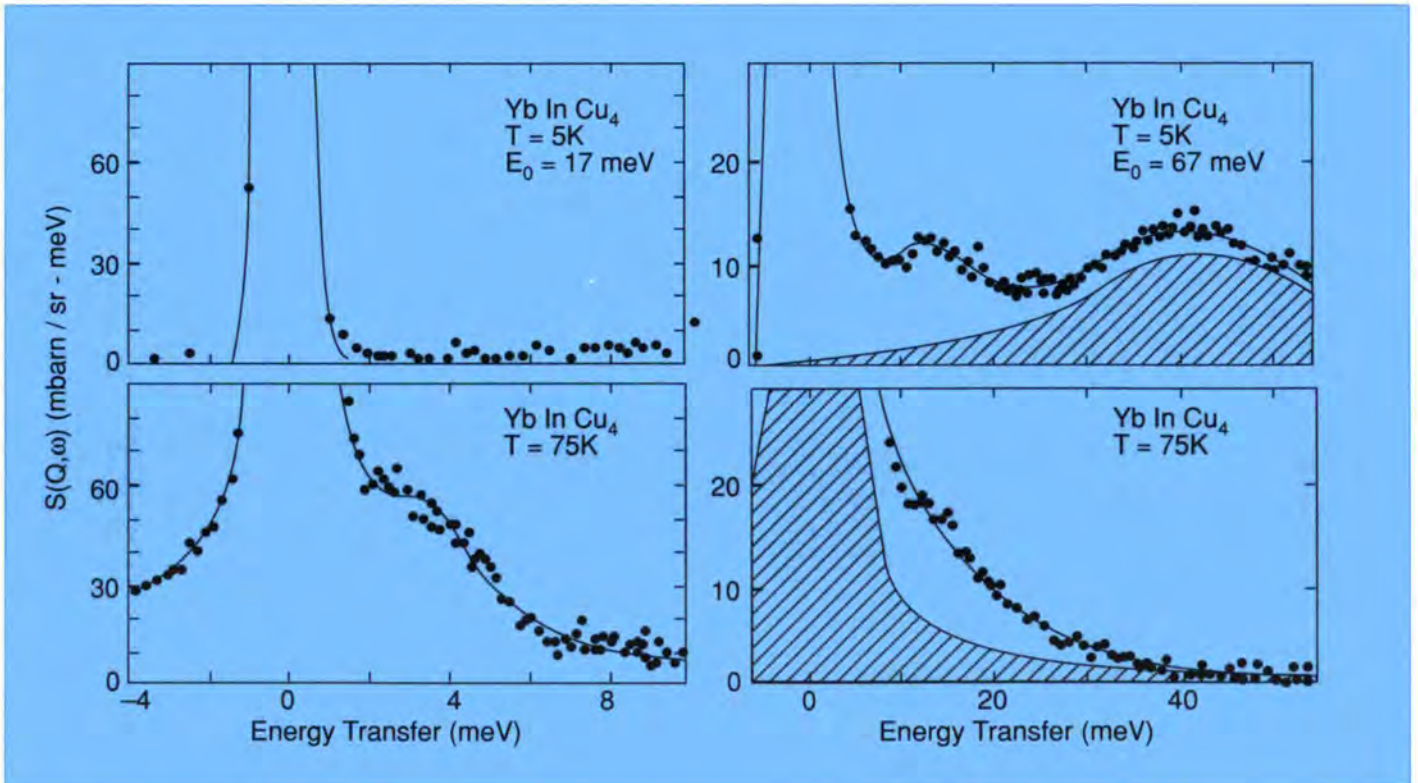 Yb In Cu₄
T = 5K
E₀ = 17 meV
60
30
0
Yb In Cu₄
T = 5K
E₀ = 67 meV
20
10
0
S(Q,ω) (mbarn / sr - meV)
Yb In Cu₄
T = 75K
60
30
0
−4 0 4 8
Energy Transfer (meV)
Yb In Cu₄
T = 75K
20
10
0
0 20 40
Energy Transfer (meV)